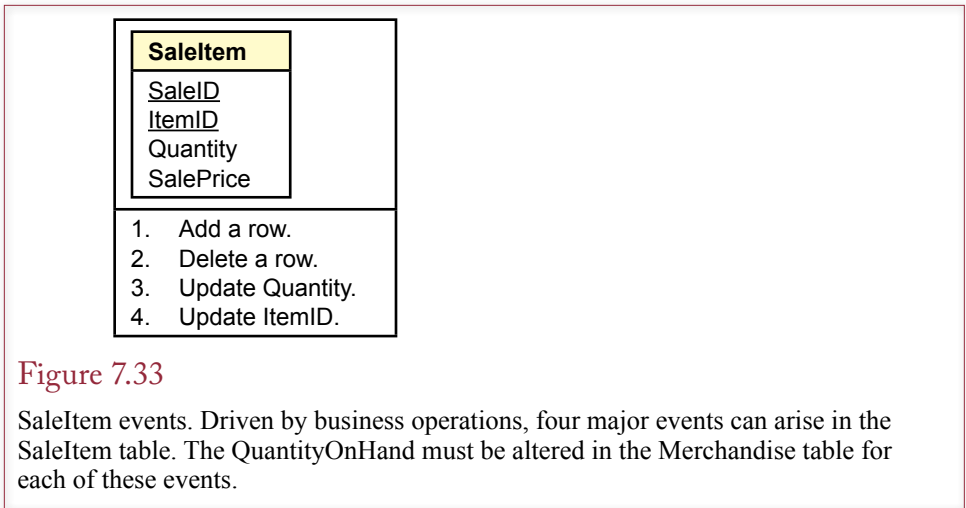 SaleItem
SaleID
ItemID
Quantity
SalePrice
1. Add a row.
2. Delete a row.
3. Update Quantity.
4. Update ItemID.
Figure 7.33
SaleItem events. Driven by business operations, four major events can arise in the
SaleItem table. The QuantityOnHand must be altered in the Merchandise table for
each of these events.